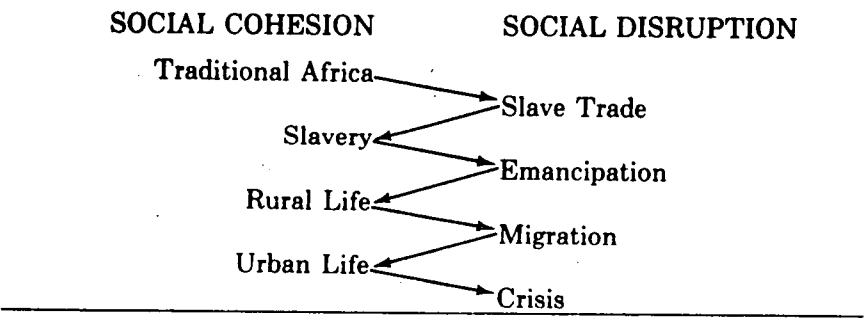 SOCIAL COHESION SOCIAL DISRUPTION
Traditional Africa
Slave Trade
Slavery
Emancipation
Rural Life
Migration
Urban Life
Crisis